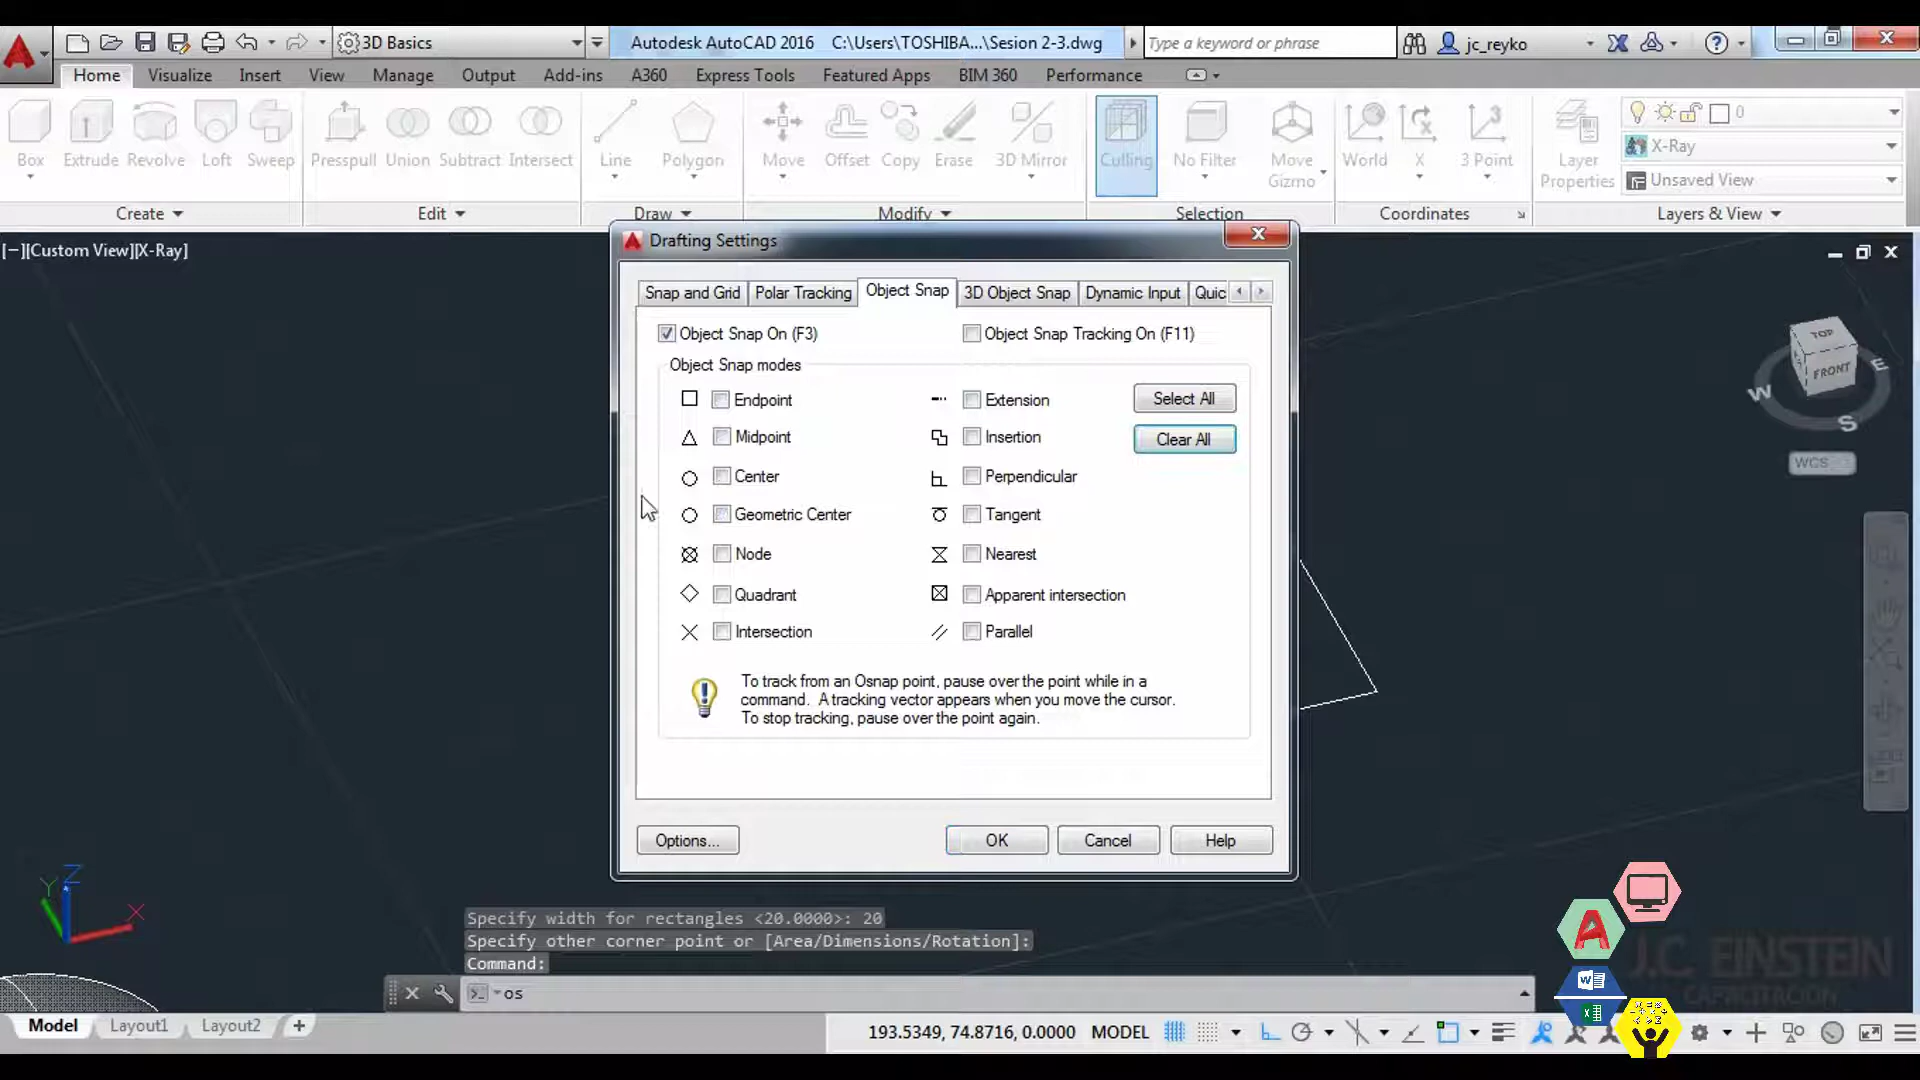 3D Basics
Autodesk AutoCAD 2016 C:\Users\TOSHIBA...\Sesion 2-3.dwg
Type a keyword or phrase
jc_reyko
Home Visualize Insert View Manage Output Add-ins A360 Express Tools Featured Apps BIM 360 Performance
Box Extrude Revolve Loft Sweep Presspull Union Subtract Intersect Line Polygon Move Offset Copy Erase 3D Mirror Culling No Filter Move Gizmo World X 3 Point Layer Properties
0
X-Ray
Unsaved View
Create Edit Draw Modify Selection Coordinates Layers & View
[−][Custom View][X-Ray]
Drafting Settings
Snap and Grid Polar Tracking Object Snap 3D Object Snap Dynamic Input Quic
Object Snap On (F3) Object Snap Tracking On (F11)
Object Snap modes
Endpoint Extension Select All
Midpoint Insertion Clear All
Center Perpendicular
Geometric Center Tangent
Node Nearest
Quadrant Apparent intersection
Intersection Parallel
To track from an Osnap point, pause over the point while in a
command. A tracking vector appears when you move the cursor.
To stop tracking, pause over the point again.
Options... OK Cancel Help
TOP
FRONT
W S E
WCS
Z
Y
X
Specify width for rectangles <20.0000>: 20
Specify other corner point or [Area/Dimensions/Rotation]:
Command:
os
J.C. EINSTEIN
CAPACITACION
Model Layout1 Layout2 +
193.5349, 74.8716, 0.0000 MODEL